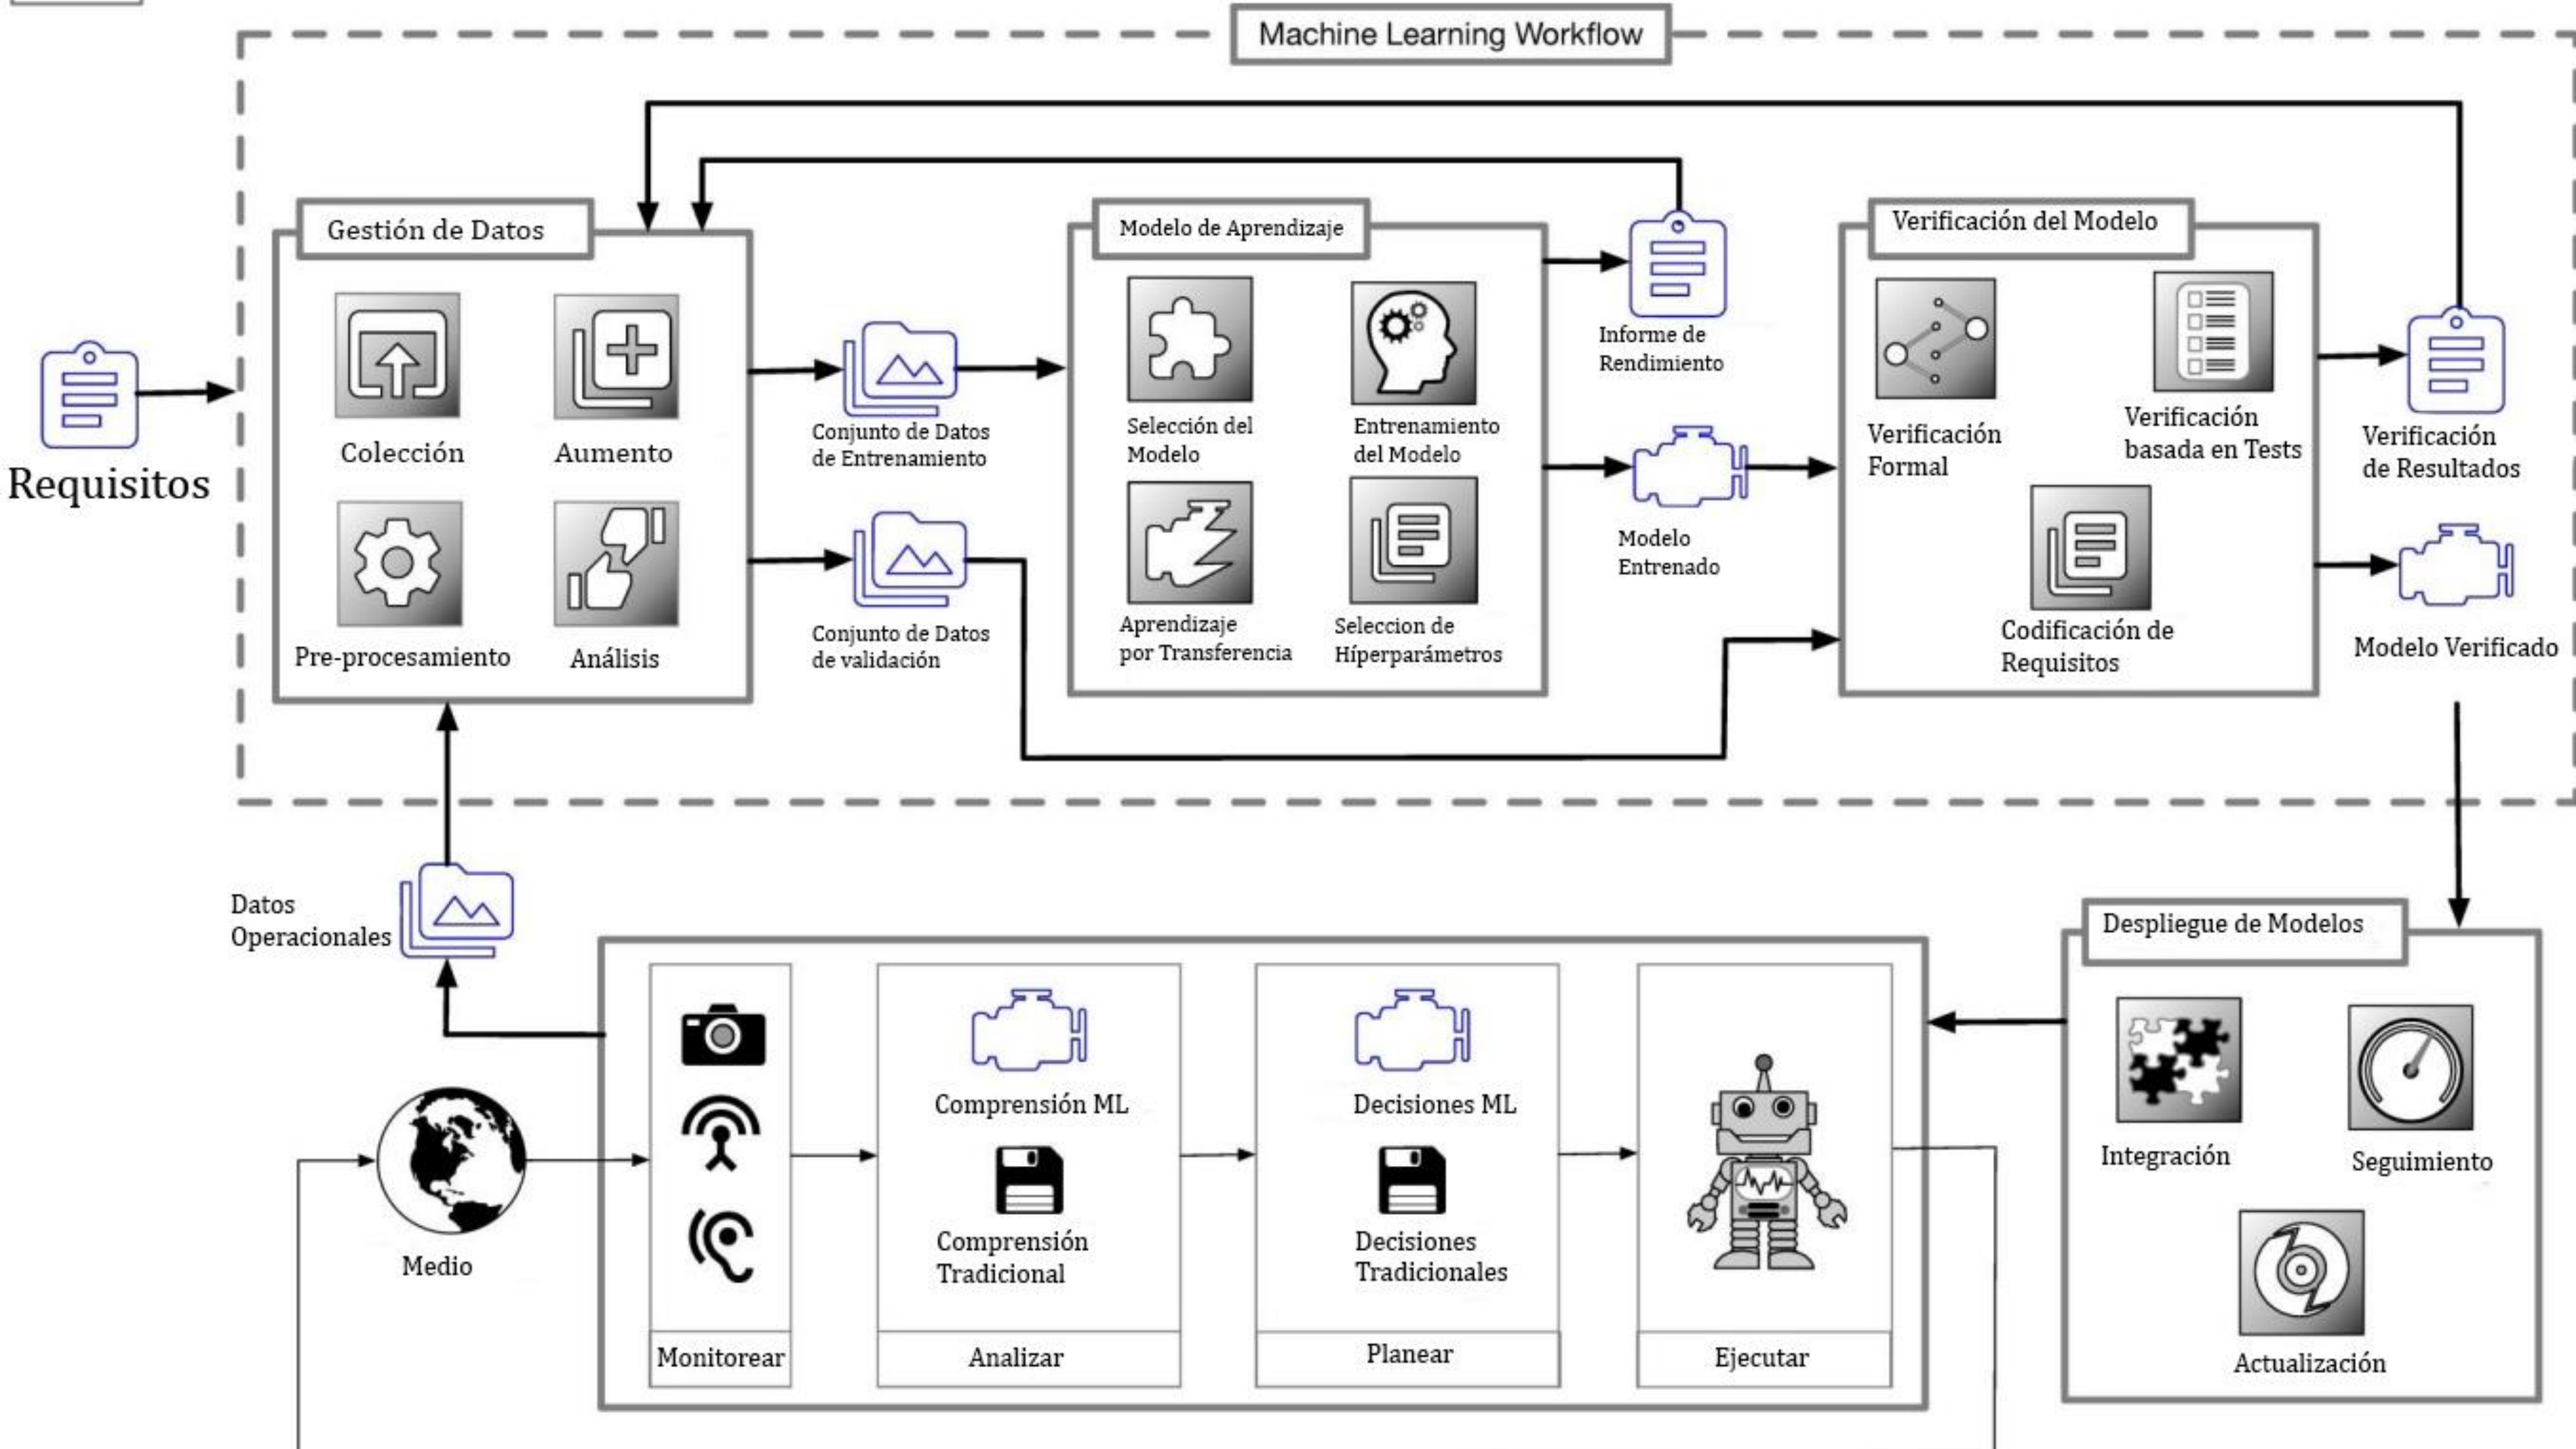 Machine Learning Workflow
Gestión de Datos
Colección
Aumento
Pre-procesamiento
Análisis
Requisitos
Conjunto de Datos
de Entrenamiento
Conjunto de Datos
de validación
Modelo de Aprendizaje
Selección del
Modelo
Entrenamiento
del Modelo
Aprendizaje
por Transferencia
Seleccion de
Híperparámetros
Informe de
Rendimiento
Modelo
Entrenado
Verificación del Modelo
Verificación
Formal
Verificación
basada en Tests
Codificación de
Requisitos
Verificación
de Resultados
Modelo Verificado
Datos
Operacionales
Medio
Monitorear
Comprensión ML
Comprensión
Tradicional
Analizar
Decisiones ML
Decisiones
Tradicionales
Planear
Ejecutar
Despliegue de Modelos
Integración
Seguimiento
Actualización